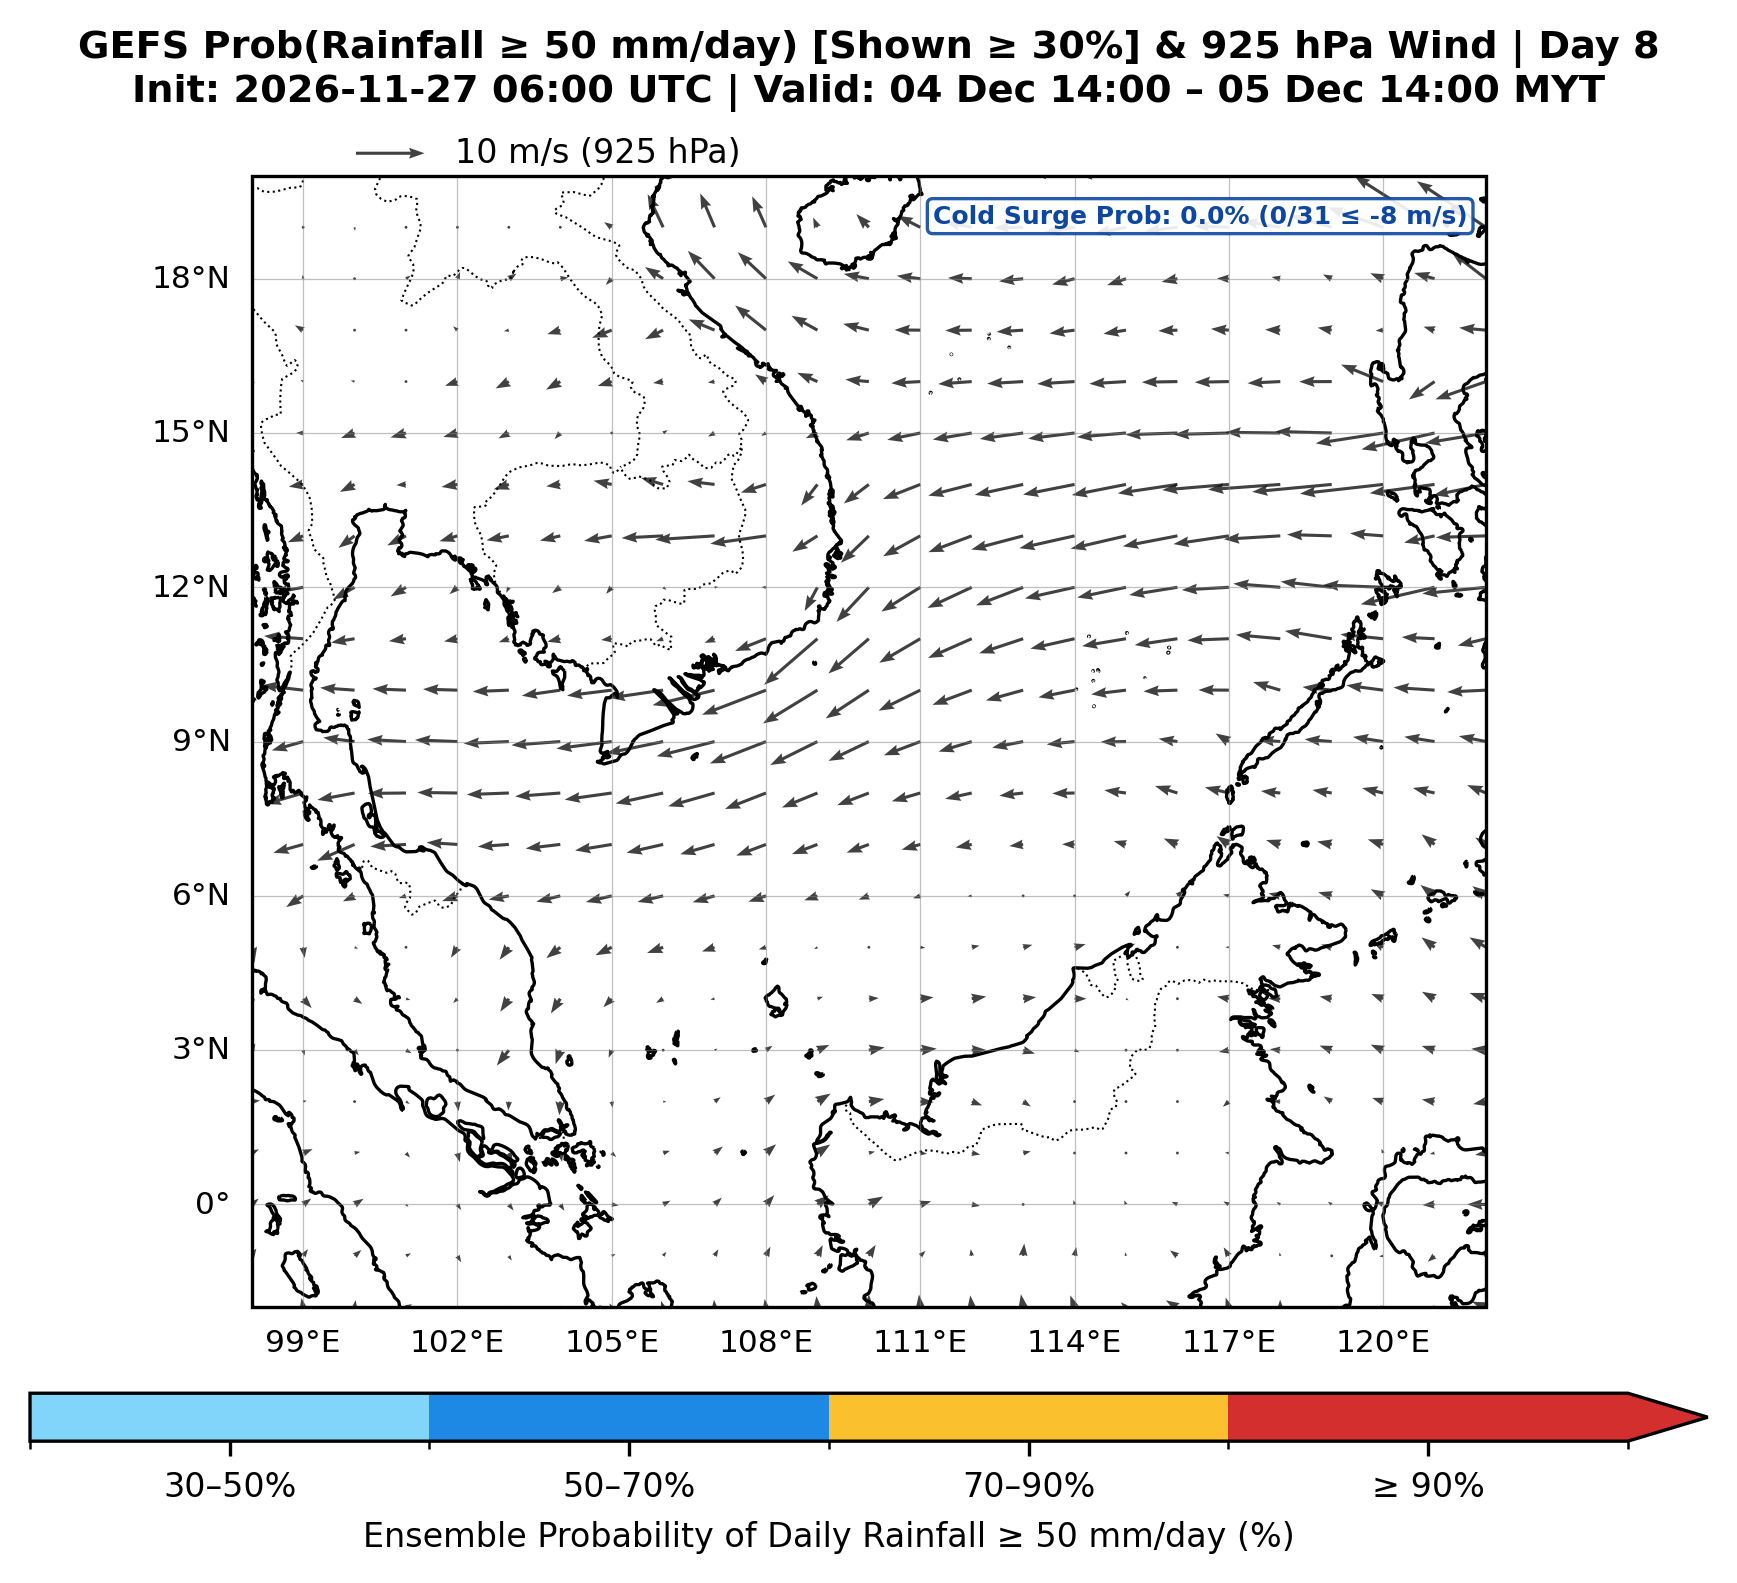 GEFS Prob(Rainfall ≥ 50 mm/day) [Shown ≥ 30%] & 925 hPa Wind | Day 8
Init: 2026-11-27 06:00 UTC | Valid: 04 Dec 14:00 – 05 Dec 14:00 MYT
10 m/s (925 hPa)
Cold Surge Prob: 0.0% (0/31 ≤ -8 m/s)
18°N
15°N
12°N
9°N
6°N
3°N
0°
99°E 102°E 105°E 108°E 111°E 114°E 117°E 120°E
30–50% 50–70% 70–90% ≥ 90%
Ensemble Probability of Daily Rainfall ≥ 50 mm/day (%)